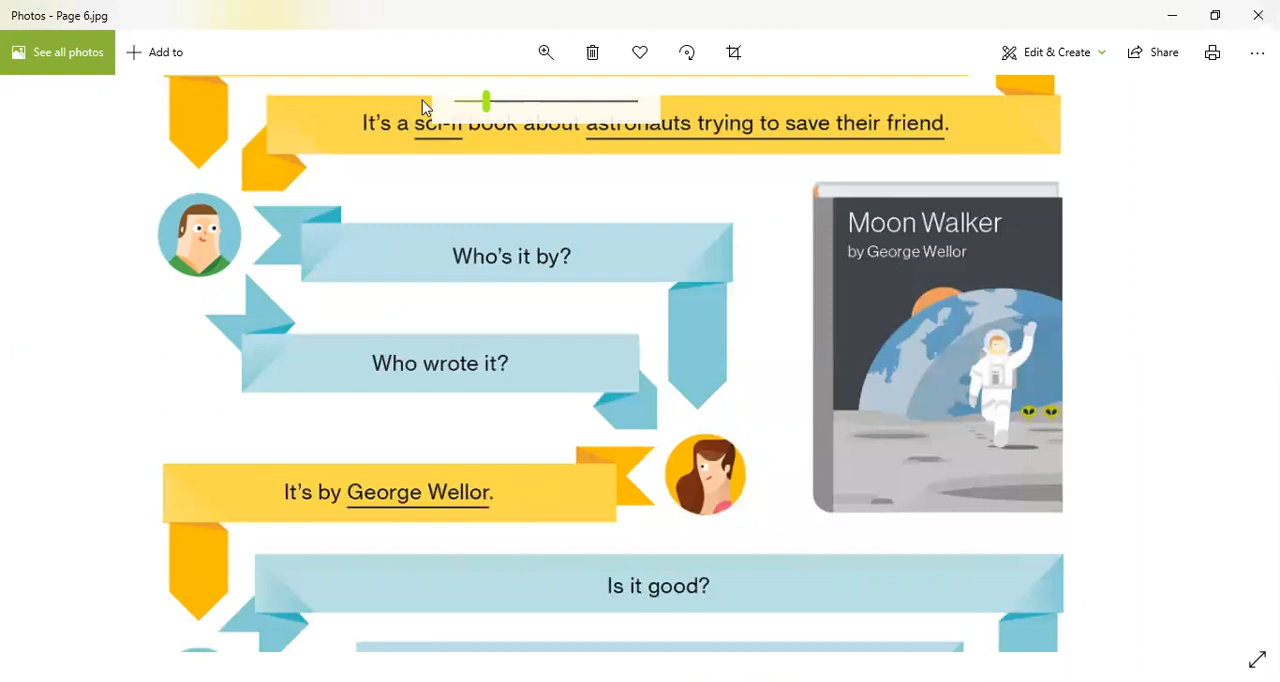 Photos - Page 6.jpg
See all photos
Add to
Edit & Create
Share
It's a sci-fi book about astronauts trying to save their friend.
Who's it by?
Moon Walker
by George Wellor
Who wrote it?
It's by George Wellor.
Is it good?